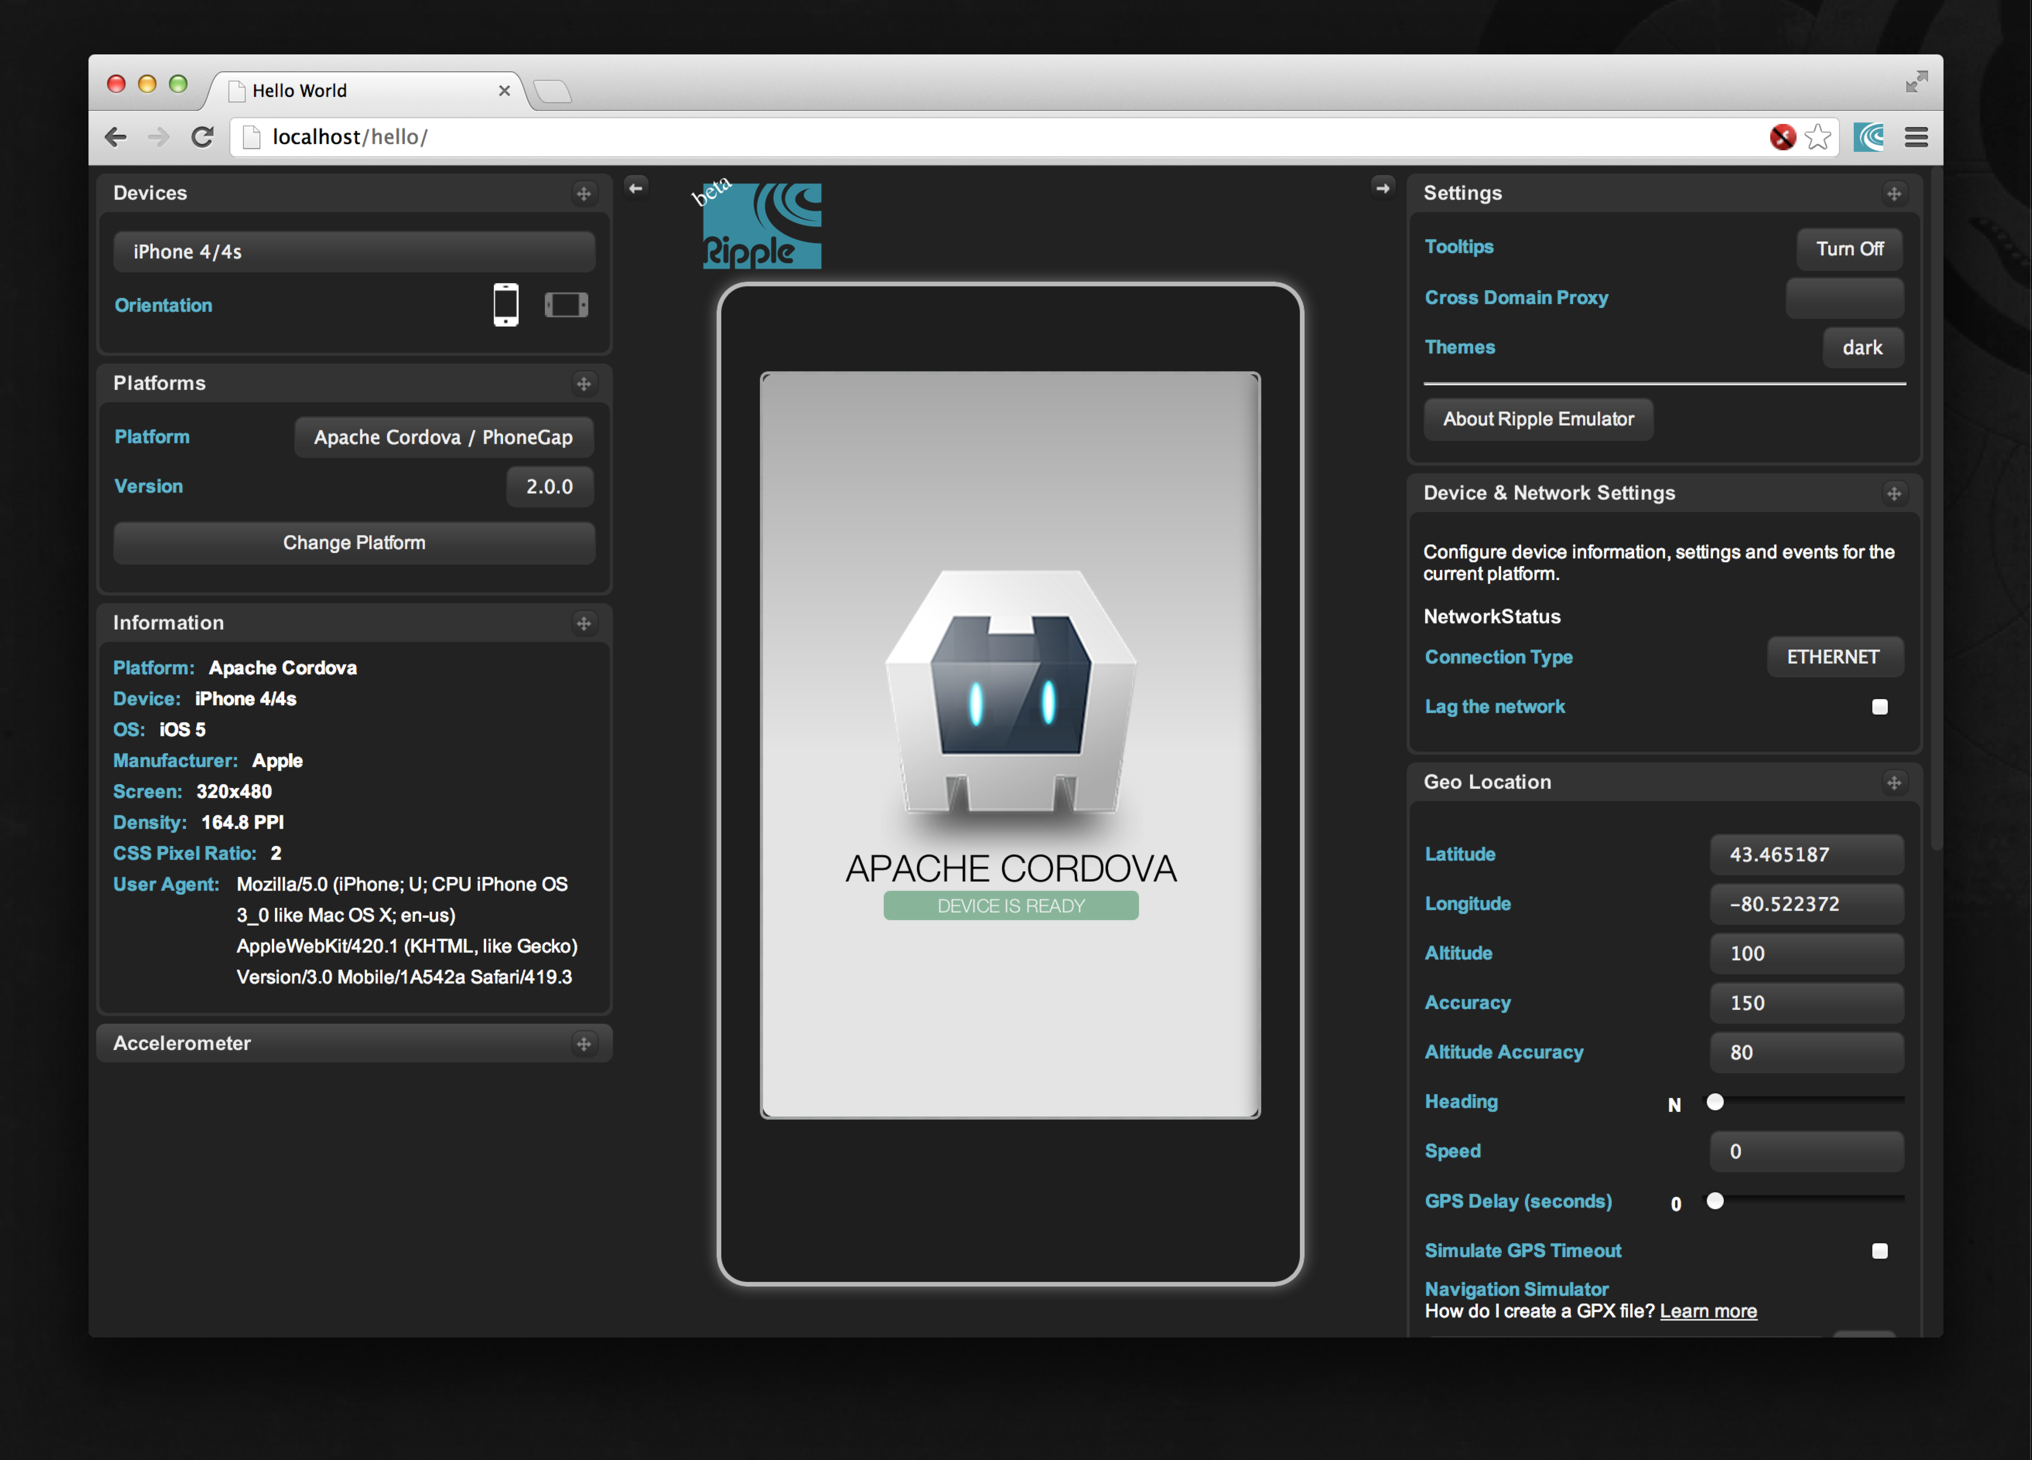 Hello World
localhost/hello/
Devices
iPhone 4/4s
Orientation
Platforms
Platform Apache Cordova / PhoneGap
Version 2.0.0
Change Platform
Information
Platform: Apache Cordova
Device: iPhone 4/4s
OS: iOS 5
Manufacturer: Apple
Screen: 320x480
Density: 164.8 PPI
CSS Pixel Ratio: 2
User Agent: Mozilla/5.0 (iPhone; U; CPU iPhone OS
3_0 like Mac OS X; en-us)
AppleWebKit/420.1 (KHTML, like Gecko)
Version/3.0 Mobile/1A542a Safari/419.3
Accelerometer
beta
Ripple
APACHE CORDOVA
DEVICE IS READY
Settings
Tooltips Turn Off
Cross Domain Proxy
Themes dark
About Ripple Emulator
Device & Network Settings
Configure device information, settings and events for the
current platform.
NetworkStatus
Connection Type ETHERNET
Lag the network
Geo Location
Latitude 43.465187
Longitude -80.522372
Altitude 100
Accuracy 150
Altitude Accuracy 80
Heading N
Speed 0
GPS Delay (seconds) 0
Simulate GPS Timeout
Navigation Simulator
How do I create a GPX file? Learn more